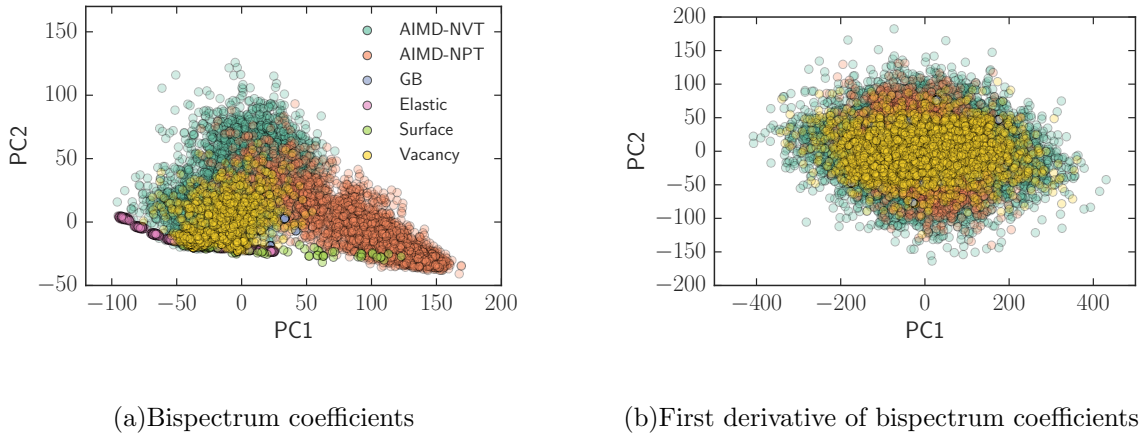 150
100
50
0
−50
PC2
−100
−50
0
50
100
150
200
PC1
AIMD-NVT
AIMD-NPT
GB
Elastic
Surface
Vacancy
200
150
100
50
0
−50
−100
−150
−200
PC2
−400
−200
0
200
400
PC1
(a)Bispectrum coefficients
(b)First derivative of bispectrum coefficients